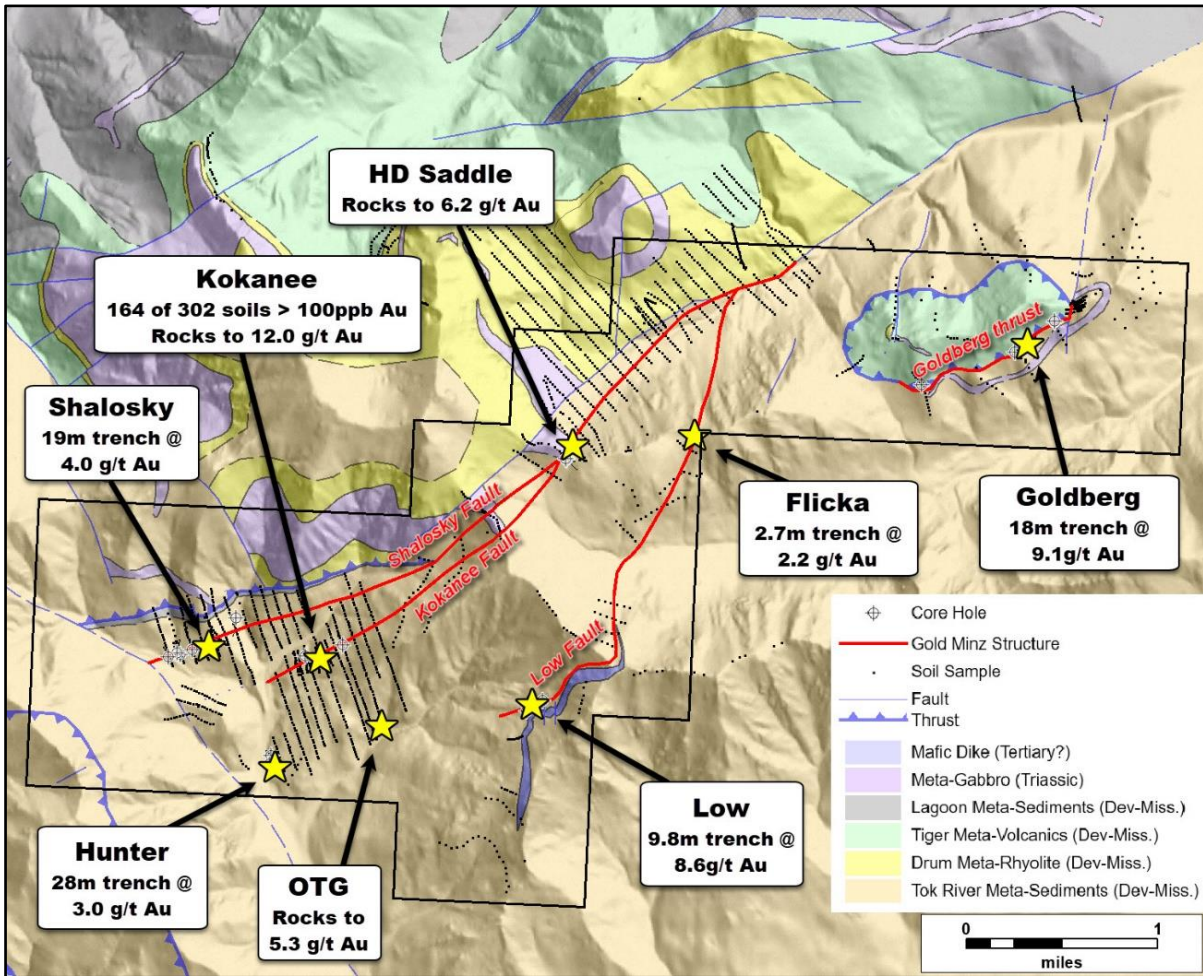 HD Saddle
Rocks to 6.2 g/t Au
Kokanee
164 of 302 soils > 100ppb Au
Rocks to 12.0 g/t Au
Shalosky
19m trench @
4.0 g/t Au
Goldberg thrust
Shalosky Fault
Kokanee Fault
Low Fault
Flicka
2.7m trench @
2.2 g/t Au
Goldberg
18m trench @
9.1g/t Au
Hunter
28m trench @
3.0 g/t Au
OTG
Rocks to
5.3 g/t Au
Low
9.8m trench @
8.6g/t Au
Core Hole
Gold Minz Structure
Soil Sample
Fault
Thrust
Mafic Dike (Tertiary?)
Meta-Gabbro (Triassic)
Lagoon Meta-Sediments (Dev-Miss.)
Tiger Meta-Volcanics (Dev-Miss.)
Drum Meta-Rhyolite (Dev-Miss.)
Tok River Meta-Sediments (Dev-Miss.)
0 1
miles